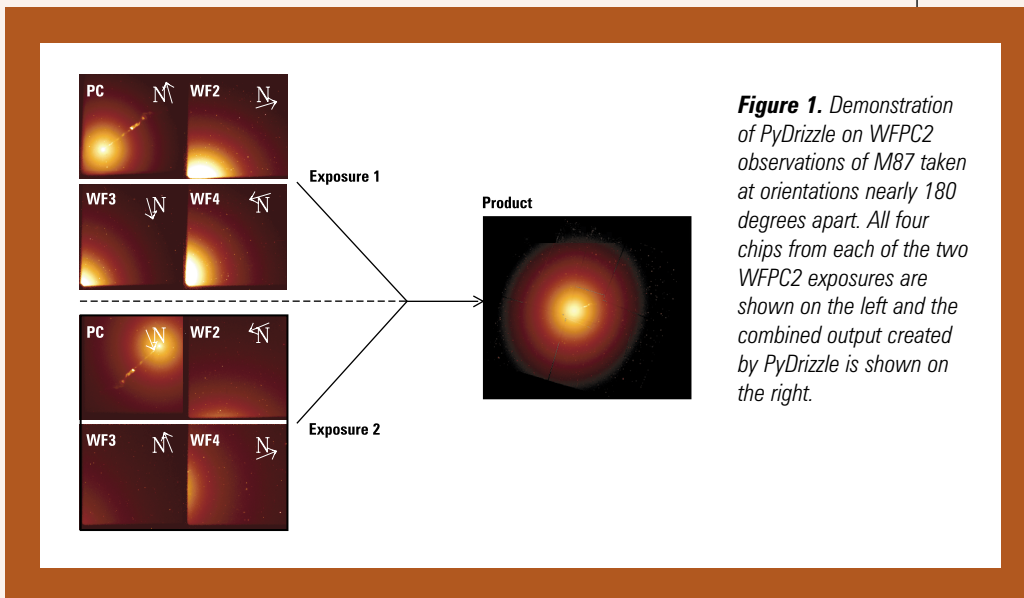 PC N WF2 N
WF3 N WF4 N
Exposure 1
Product
PC N WF2 N
WF3 N WF4 N
Exposure 2
Figure 1. Demonstration
of PyDrizzle on WFPC2
observations of M87 taken
at orientations nearly 180
degrees apart. All four
chips from each of the two
WFPC2 exposures are
shown on the left and the
combined output created
by PyDrizzle is shown on
the right.